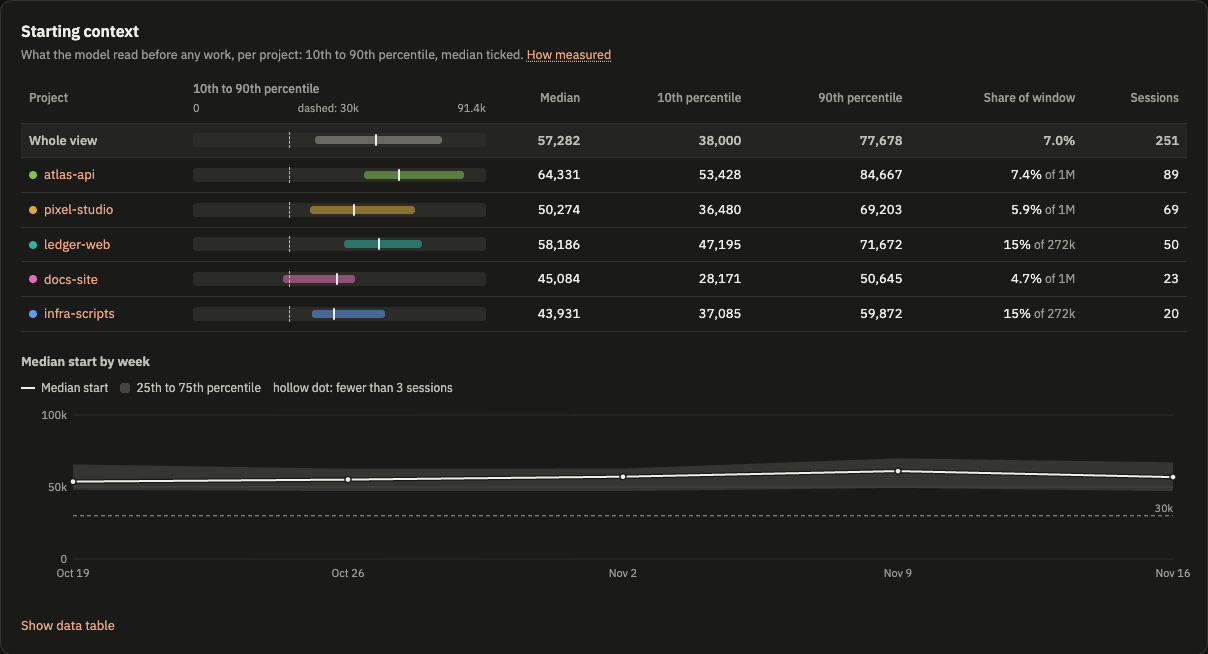 Starting context
What the model read before any work, per project: 10th to 90th percentile, median ticked. How measured
Project 10th to 90th percentile Median 10th percentile 90th percentile Share of window Sessions
0 dashed: 30k 91.4k
Whole view 57,282 38,000 77,678 7.0% 251
atlas-api 64,331 53,428 84,667 7.4% of 1M 89
pixel-studio 50,274 36,480 69,203 5.9% of 1M 69
ledger-web 58,186 47,195 71,672 15% of 272k 50
docs-site 45,084 28,171 50,645 4.7% of 1M 23
infra-scripts 43,931 37,085 59,872 15% of 272k 20
Median start by week
Median start 25th to 75th percentile hollow dot: fewer than 3 sessions
100k
50k
30k
0
Oct 19 Oct 26 Nov 2 Nov 9 Nov 16
Show data table